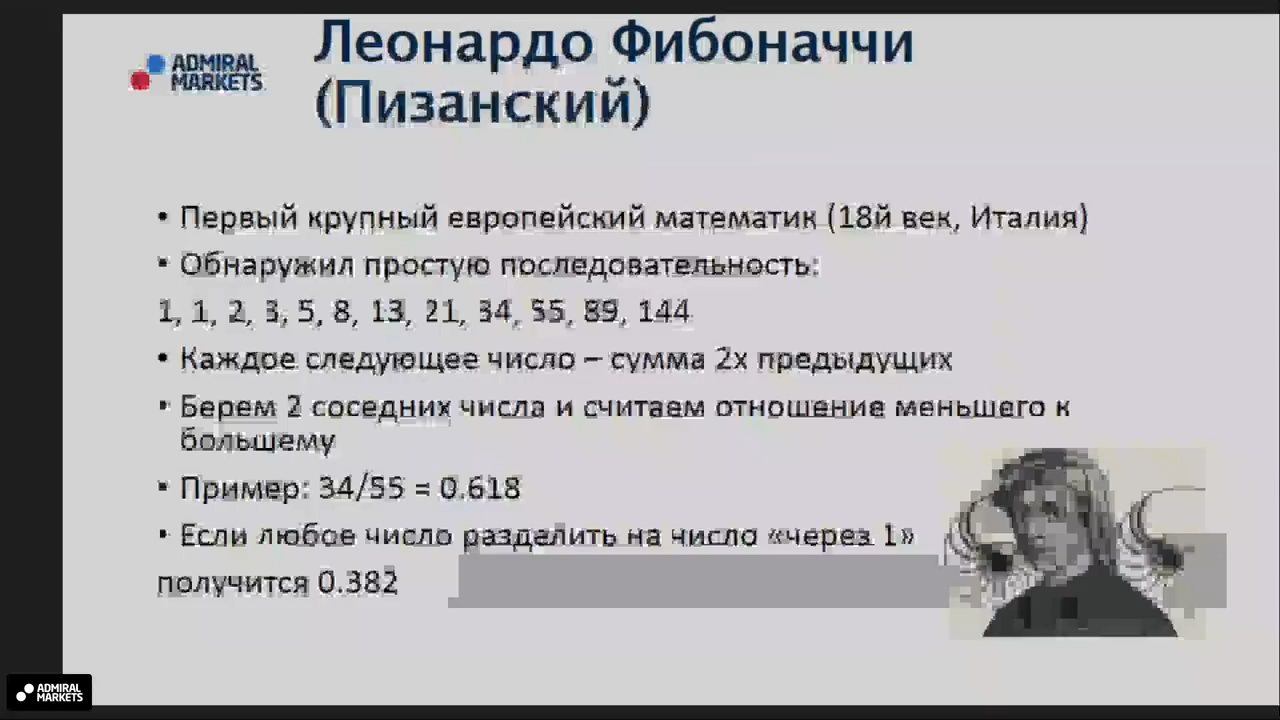 ADMIRAL
MARKETS
Леонардо Фибоначчи
(Пизанский)
• Первый крупный европейский математик (18й век, Италия)
• Обнаружил простую последовательность:
1, 1, 2, 3, 5, 8, 13, 21, 34, 55, 89, 144
• Каждое следующее число – сумма 2х предыдущих
• Берем 2 соседних числа и считаем отношение меньшего к
большему
• Пример: 34/55 = 0.618
• Если любое число разделить на число «через 1»
получится 0.382
ADMIRAL
MARKETS